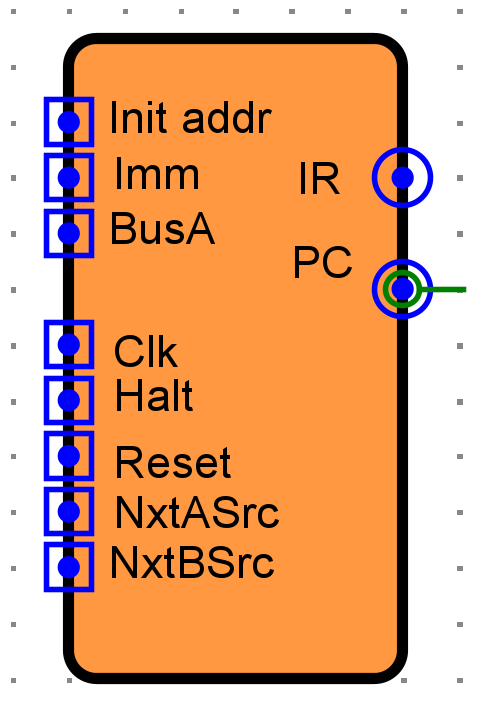 Init addr
Imm
IR
BusA
PC
Clk
Halt
Reset
NxtASrc
NxtBSrc